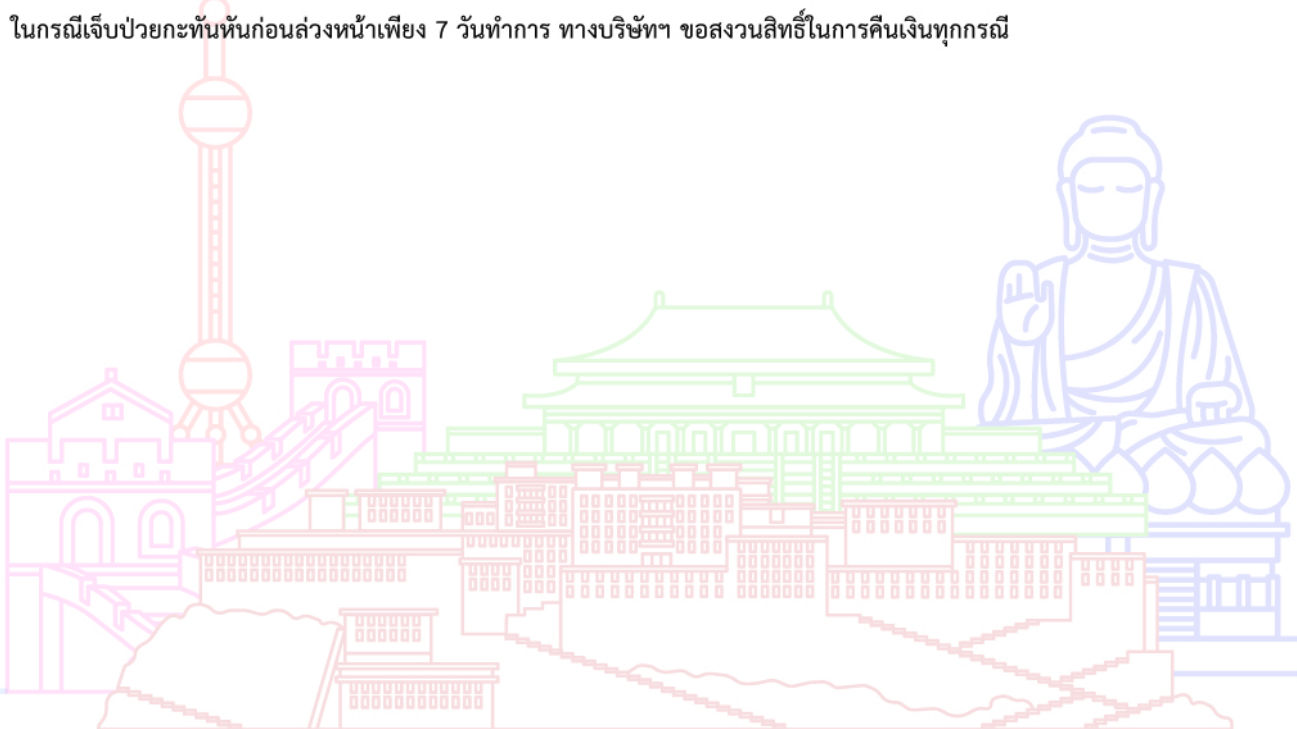 ในกรณีเจ็บป่วยกะทันหันก่อนล่วงหน้าเพียง 7 วันทำการ ทางบริษัทฯ ขอสงวนสิทธิ์ในการคืนเงินทุกกรณี